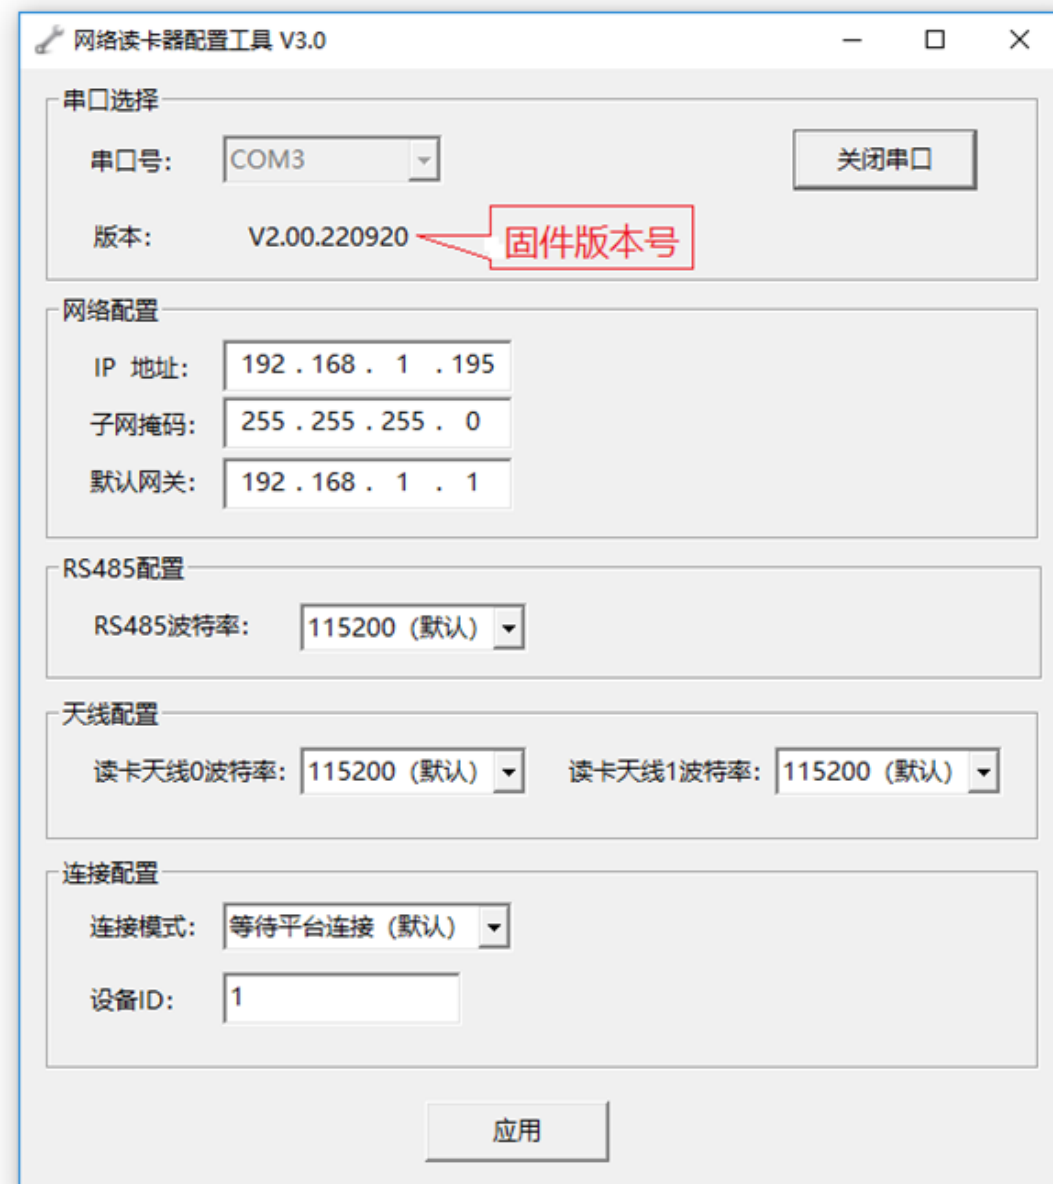 网络读卡器配置工具 V3.0
串口选择
串口号: COM3 关闭串口
版本: V2.00.220920 固件版本号
网络配置
IP 地址: 192 . 168 . 1 . 195
子网掩码: 255 . 255 . 255 . 0
默认网关: 192 . 168 . 1 . 1
RS485配置
RS485波特率: 115200（默认）
天线配置
读卡天线0波特率: 115200（默认） 读卡天线1波特率: 115200（默认）
连接配置
连接模式: 等待平台连接（默认）
设备ID: 1
应用